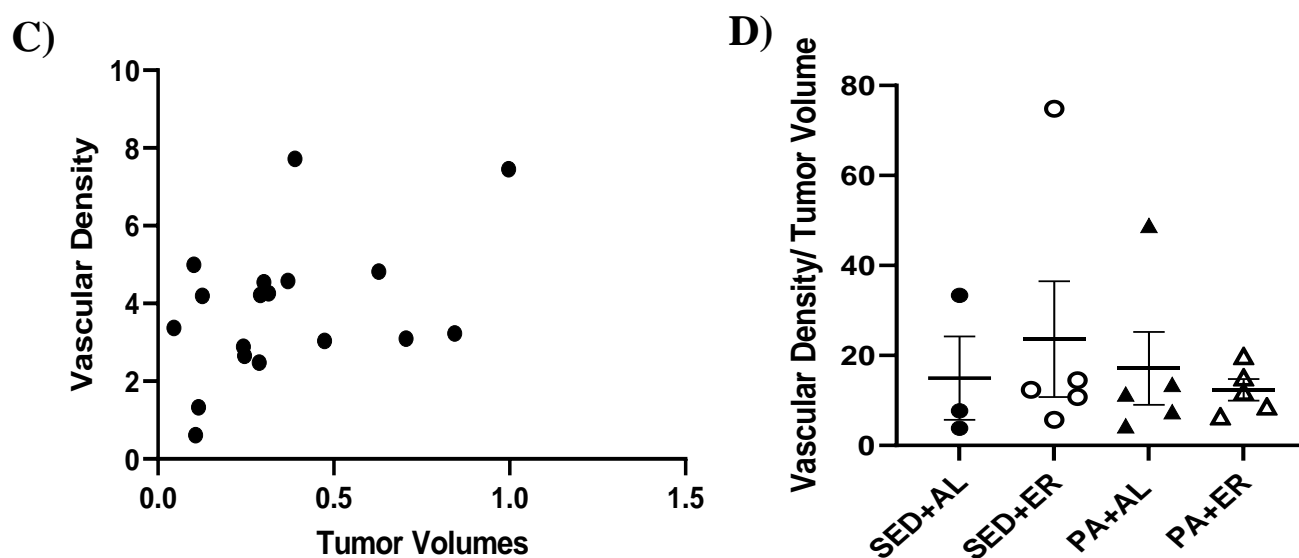 C)
Vascular Density
10
8
6
4
2
0
0.0 0.5 1.0 1.5
Tumor Volumes
D)
Vascular Density/ Tumor Volume
80
60
40
20
0
SED+AL SED+ER PA+AL PA+ER